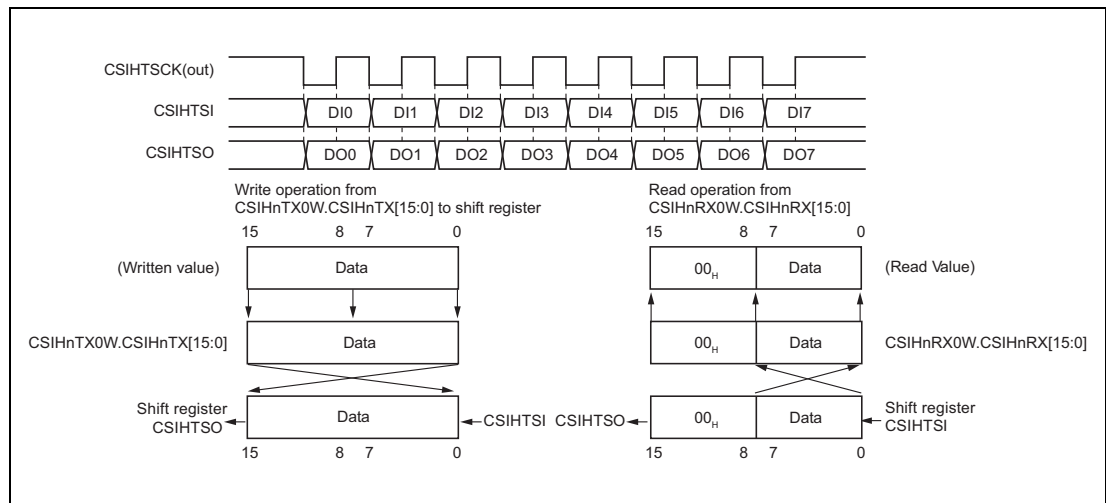 CSIHTSCK(out)
CSIHTSI DI0 DI1 DI2 DI3 DI4 DI5 DI6 DI7
CSIHTSO DO0 DO1 DO2 DO3 DO4 DO5 DO6 DO7
Write operation from
CSIHnTX0W.CSIHnTX[15:0] to shift register
15 8 7 0
(Written value) Data
CSIHnTX0W.CSIHnTX[15:0] Data
Shift register
CSIHTSO Data CSIHTSI
15 8 7 0
Read operation from
CSIHnRX0W.CSIHnRX[15:0]
15 8 7 0
00H Data (Read Value)
00H Data CSIHnRX0W.CSIHnRX[15:0]
CSIHTSO 00H Data Shift register
CSIHTSI
15 8 7 0